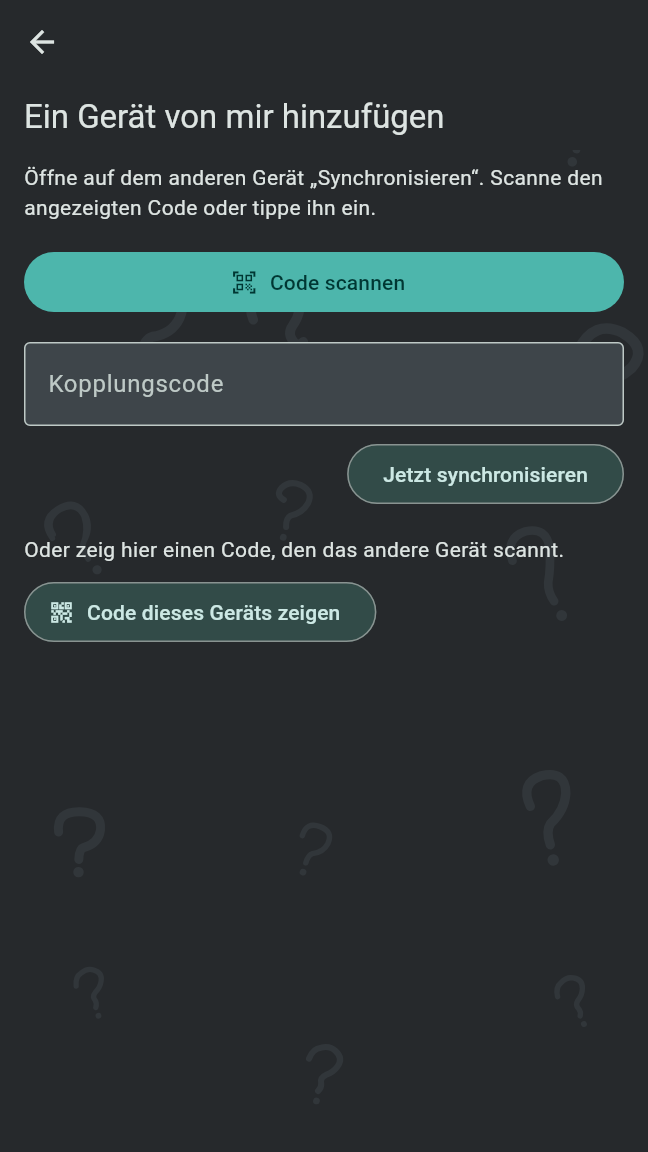 Ein Gerät von mir hinzufügen
Öffne auf dem anderen Gerät „Synchronisieren“. Scanne den
angezeigten Code oder tippe ihn ein.
Code scannen
Kopplungscode
Jetzt synchronisieren
Oder zeig hier einen Code, den das andere Gerät scannt.
Code dieses Geräts zeigen